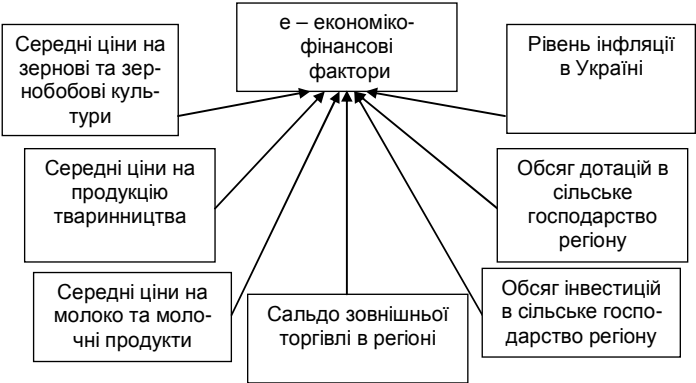 е – економіко-
фінансові
фактори
Середні ціни на
зернові та зер-
нобобові куль-
тури
Рівень інфляції
в Україні
Середні ціни на
продукцію
тваринництва
Обсяг дотацій в
сільське
господарство
регіону
Середні ціни на
молоко та моло-
чні продукти
Сальдо зовнішньої
торгівлі в регіоні
Обсяг інвестицій
в сільське госпо-
дарство регіону